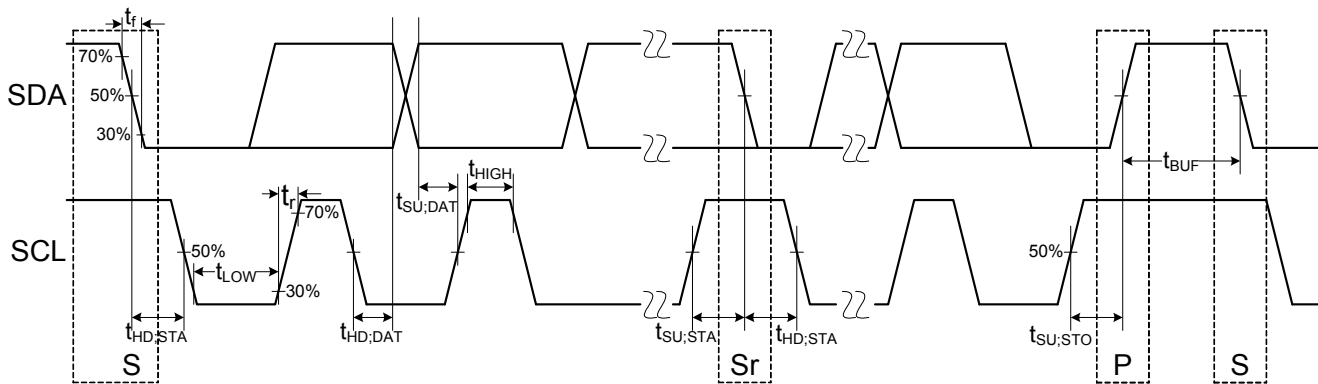 tf
70%
SDA
50%
30%
tHIGH
tBUF
tr
tSU;DAT
70%
SCL
50%
50%
tLOW
30%
tHD;STA
tHD;DAT
tSU;STA
tHD;STA
tSU;STO
S
Sr
P
S